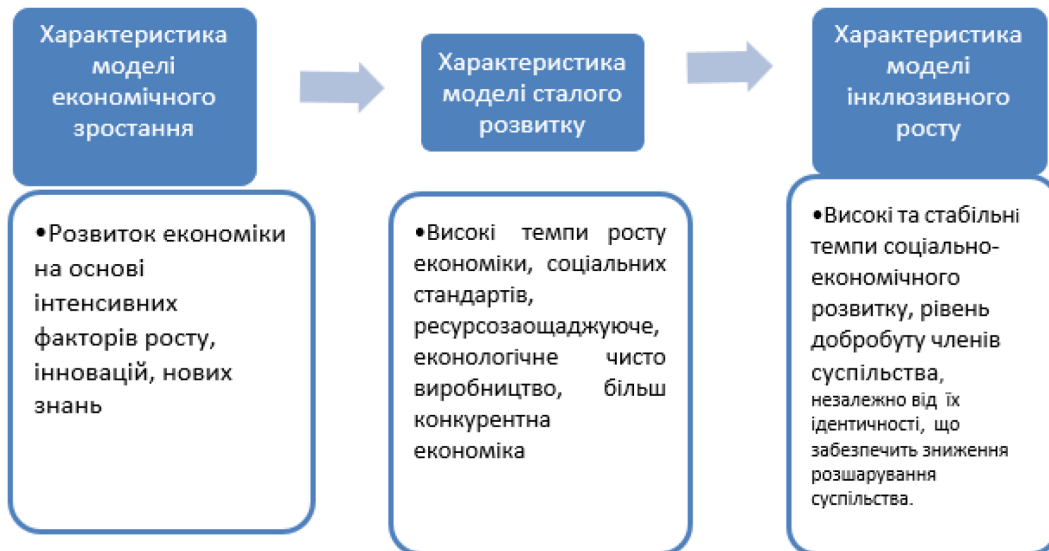 Характеристика
моделі
економічного
зростання
•Розвиток економіки
на основі
інтенсивних
факторів росту,
інновацій, нових
знань
Характеристика
моделі сталого
розвитку
•Високі темпи росту
економіки, соціальних
стандартів,
ресурсозаощаджуюче,
еконологічне чисто
виробництво, більш
конкурентна
економіка
Характеристика
моделі
інклюзивного
росту
•Високі та стабільні
темпи соціально-
економічного
розвитку, рівень
добробуту членів
суспільства,
незалежно від їх
ідентичності, що
забезпечить зниження
розшарування
суспільства.